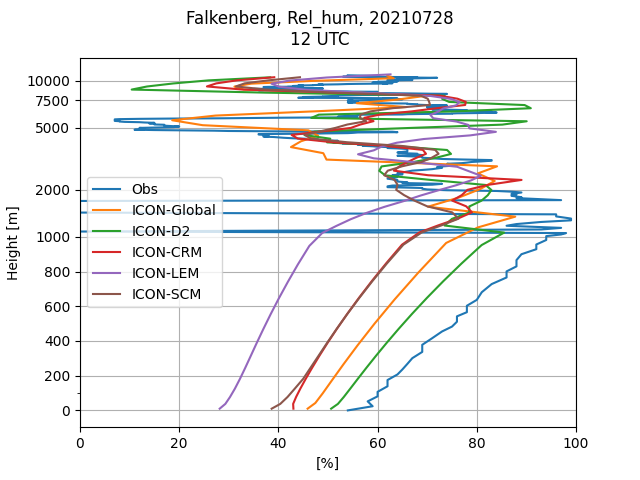 Falkenberg, Rel_hum, 20210728
12 UTC
10000
7500
5000
2000
1000
800
600
400
200
0
Height [m]
Obs
ICON-Global
ICON-D2
ICON-CRM
ICON-LEM
ICON-SCM
0 20 40 60 80 100
[%]